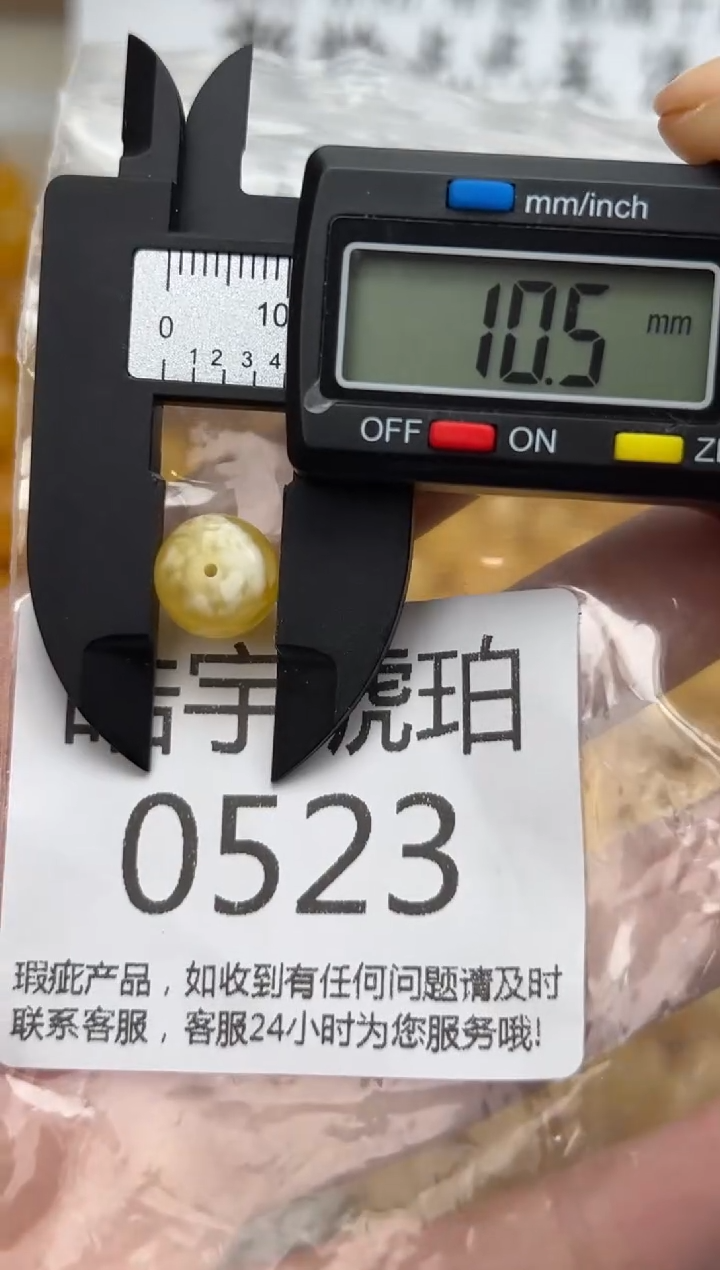 mm/inch
10.5 mm
0 10
1 2 3 4
OFF ON
皓宇琥珀
0523
瑕疵产品，如收到有任何问题请及时
联系客服，客服24小时为您服务哦!